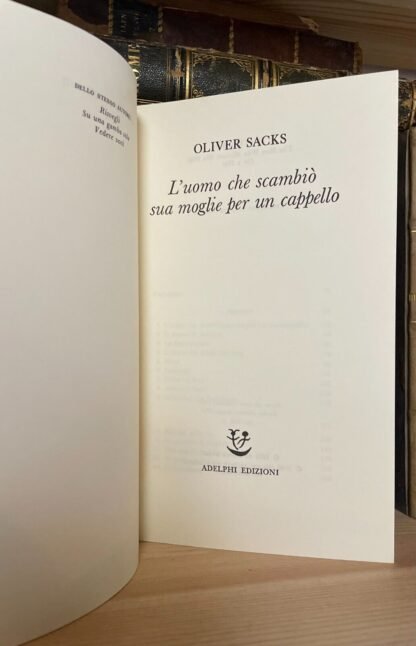 DELLO STESSO AUTORE:
Risvegli
Su una gamba sola
Vedere voci
OLIVER SACKS
L'uomo che scambiò
sua moglie per un cappello
ADELPHI EDIZIONI